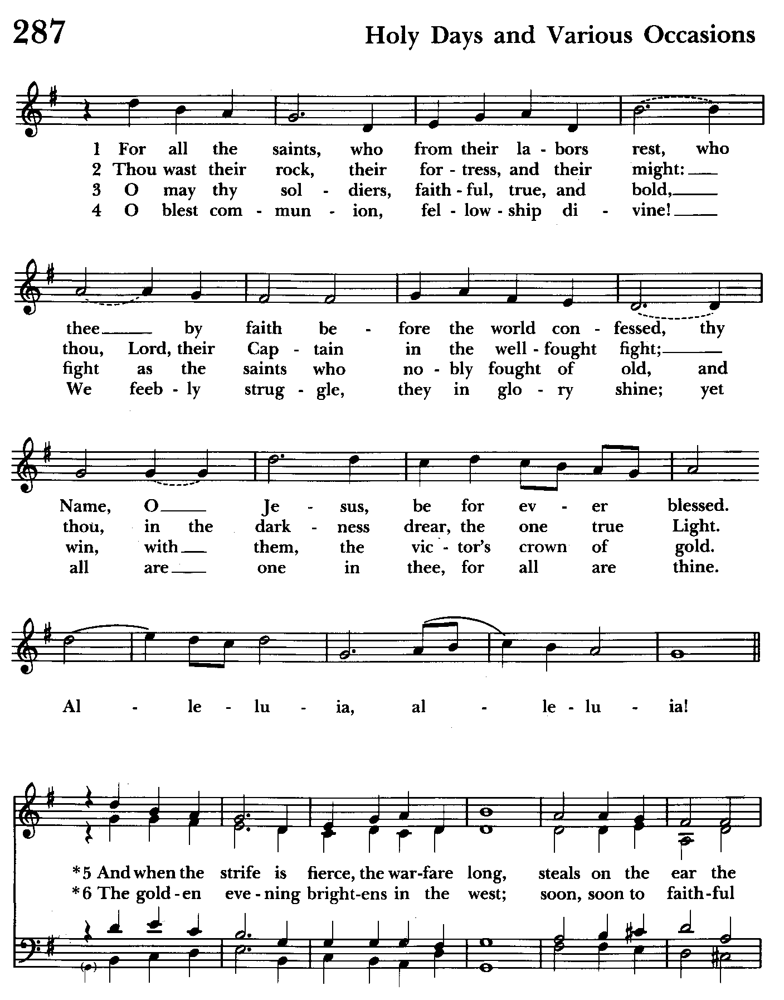 287
Holy Days and Various Occasions
1 For all the saints, who from their la - bors rest, who
2 Thou wast their rock, their for - tress, and their might:
3 O may thy sol - diers, faith - ful, true, and bold,
4 O blest com - mun - ion, fel - low - ship di - vine!
thee by faith be - fore the world con - fessed, thy
thou, Lord, their Cap - tain in the well - fought fight;
fight as the saints who no - bly fought of old, and
We feeb - ly strug - gle, they in glo - ry shine; yet
Name, O Je - sus, be for ev - er blessed.
thou, in the dark - ness drear, the one true Light.
win, with them, the vic - tor's crown of gold.
all are one in thee, for all are thine.
Al - le - lu - ia, al - le - lu - ia!
*5 And when the strife is fierce, the war-fare long, steals on the ear the
*6 The gold - en eve - ning bright-ens in the west; soon, soon to faith-ful